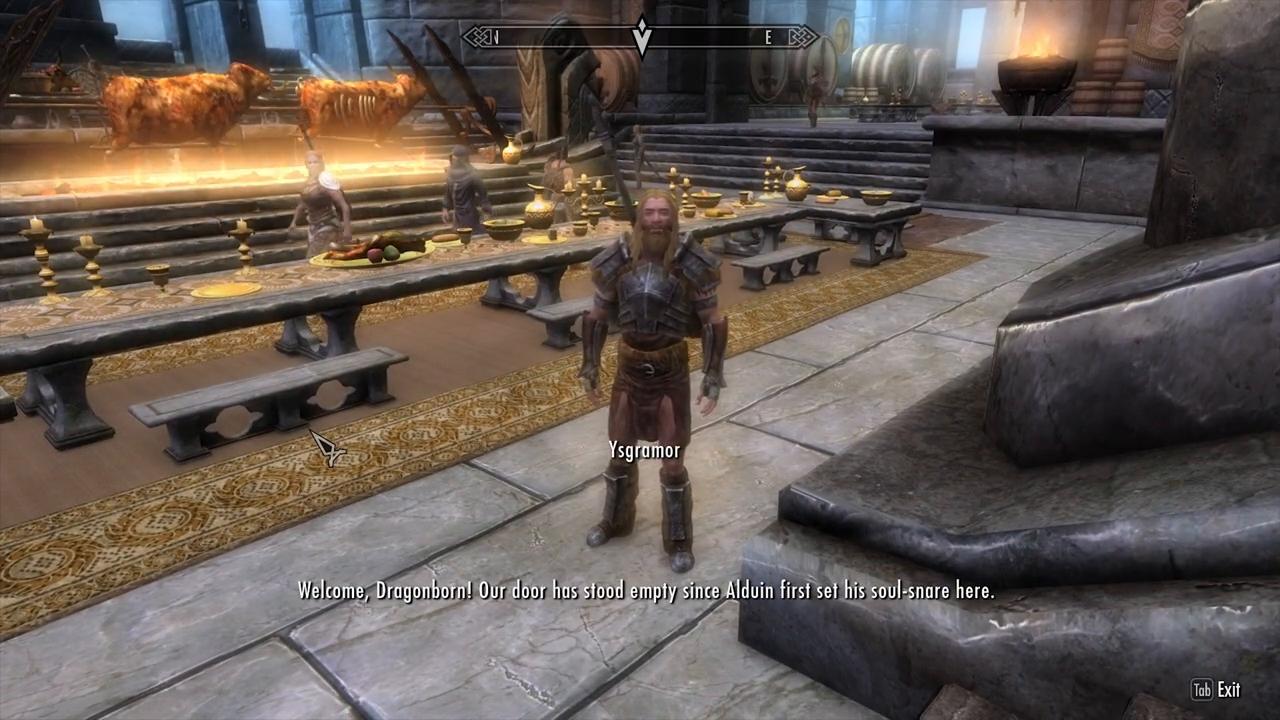 N E
Ysgramor
Welcome, Dragonborn! Our door has stood empty since Alduin first set his soul-snare here.
Tab Exit